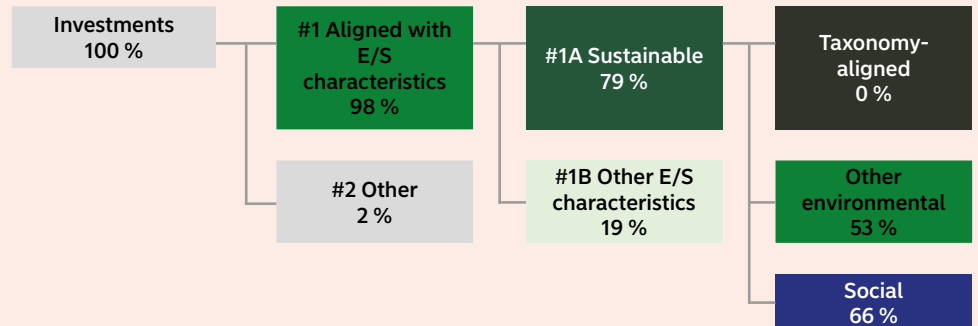 Investments
100 %
#1 Aligned with
E/S
characteristics
98 %
#1A Sustainable
79 %
Taxonomy-
aligned
0 %
#2 Other
2 %
#1B Other E/S
characteristics
19 %
Other
environmental
53 %
Social
66 %